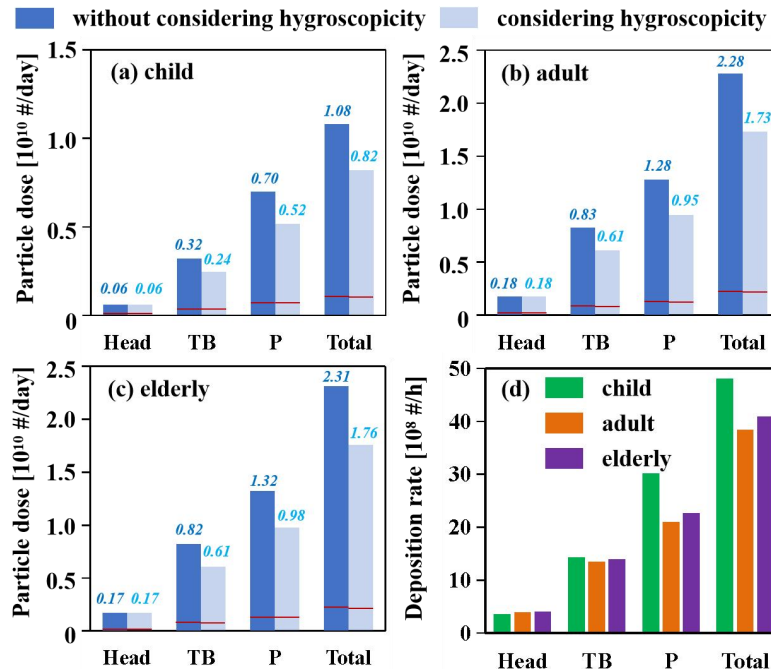 without considering hygroscopicity considering hygroscopicity
(a) child
Particle dose [10¹⁰ #/day]
1.5
1.0
0.5
0
0.06 0.06
0.32 0.24
0.70 0.52
1.08 0.82
Head TB P Total
(b) adult
Particle dose [10¹⁰ #/day]
2.5
2.0
1.5
1.0
0.5
0
0.18 0.18
0.83 0.61
1.28 0.95
2.28 1.73
Head TB P Total
(c) elderly
Particle dose [10¹⁰ #/day]
2.5
2.0
1.5
1.0
0.5
0
0.17 0.17
0.82 0.61
1.32 0.98
2.31 1.76
Head TB P Total
(d)
child
adult
elderly
Deposition rate [10⁸ #/h]
50
40
30
20
10
0
Head TB P Total